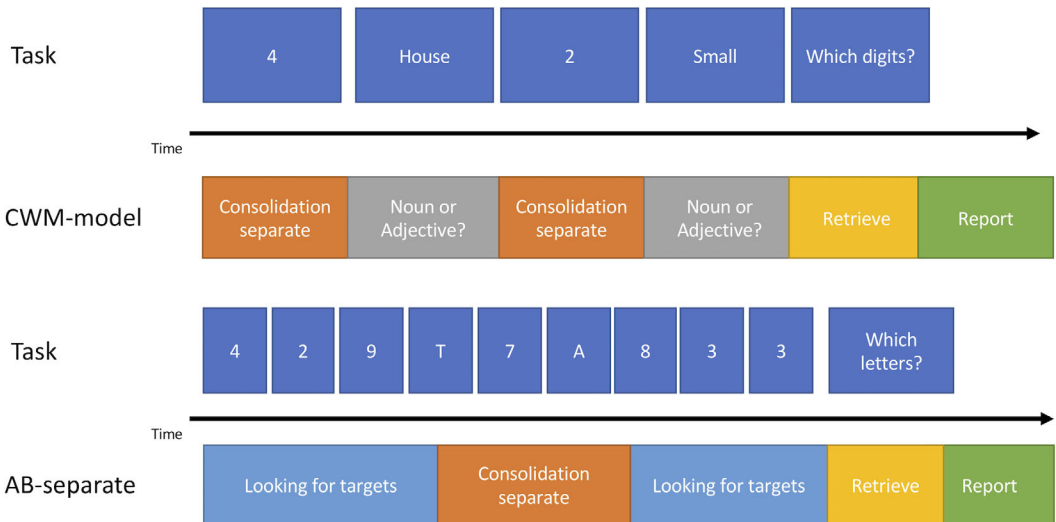 Task
4
House
2
Small
Which digits?
Time
CWM-model
Consolidation
separate
Noun or
Adjective?
Consolidation
separate
Noun or
Adjective?
Retrieve
Report
Task
4
2
9
T
7
A
8
3
3
Which
letters?
Time
AB-separate
Looking for targets
Consolidation
separate
Looking for targets
Retrieve
Report